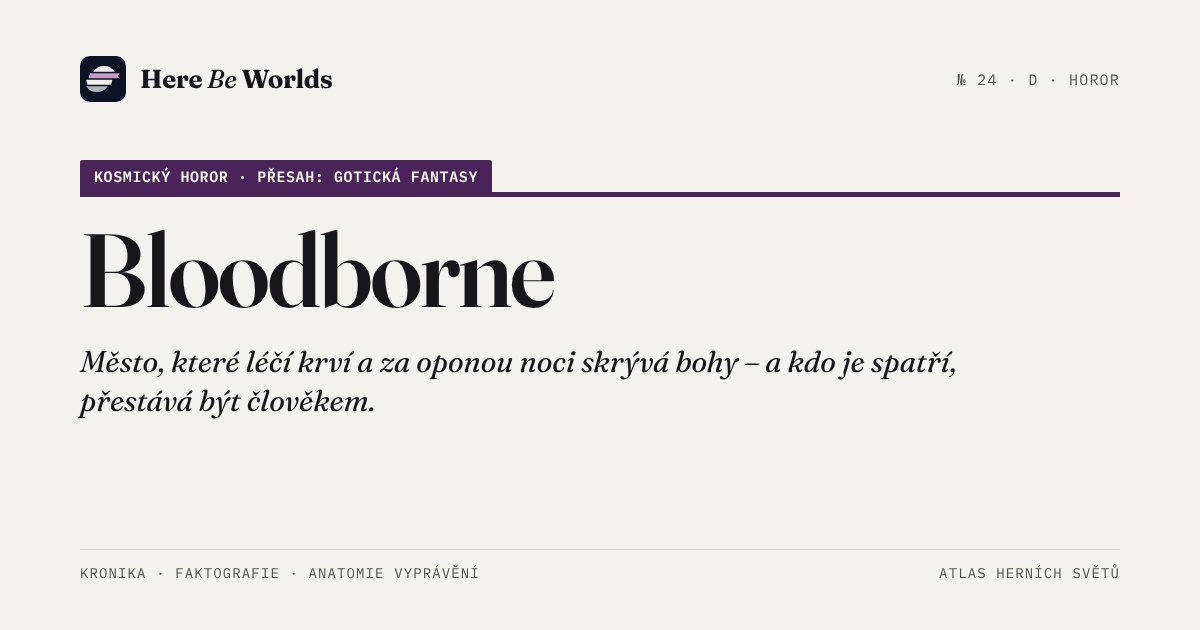 Here Be Worlds
№ 24 · D · HOROR
KOSMICKÝ HOROR · PŘESAH: GOTICKÁ FANTASY
Bloodborne
Město, které léčí krví a za oponou noci skrývá bohy – a kdo je spatří,
přestává být člověkem.
KRONIKA · FAKTOGRAFIE · ANATOMIE VYPRÁVĚNÍ
ATLAS HERNÍCH SVĚTŮ